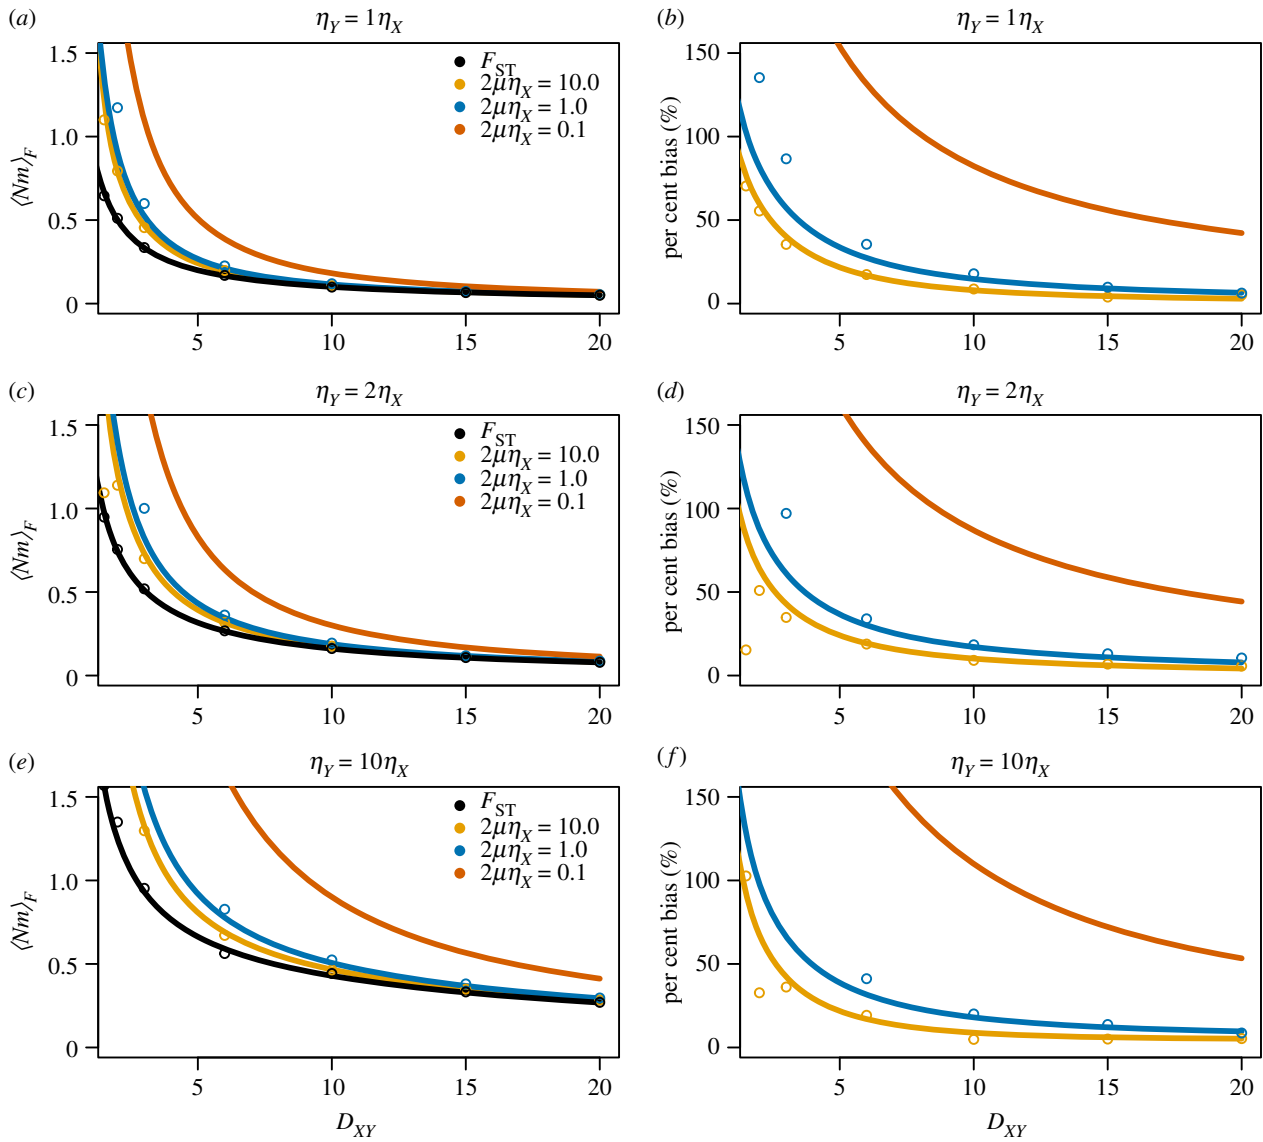 (a) η_Y = 1η_X
1.5
1.0
0.5
0
⟨Nm⟩_F
F_ST
2μη_X = 10.0
2μη_X = 1.0
2μη_X = 0.1
5 10 15 20
(b) η_Y = 1η_X
150
100
50
0
per cent bias (%)
5 10 15 20
(c) η_Y = 2η_X
1.5
1.0
0.5
0
⟨Nm⟩_F
F_ST
2μη_X = 10.0
2μη_X = 1.0
2μη_X = 0.1
5 10 15 20
(d) η_Y = 2η_X
150
100
50
0
per cent bias (%)
5 10 15 20
(e) η_Y = 10η_X
1.5
1.0
0.5
0
⟨Nm⟩_F
F_ST
2μη_X = 10.0
2μη_X = 1.0
2μη_X = 0.1
5 10 15 20
D_XY
(f) η_Y = 10η_X
150
100
50
0
per cent bias (%)
5 10 15 20
D_XY